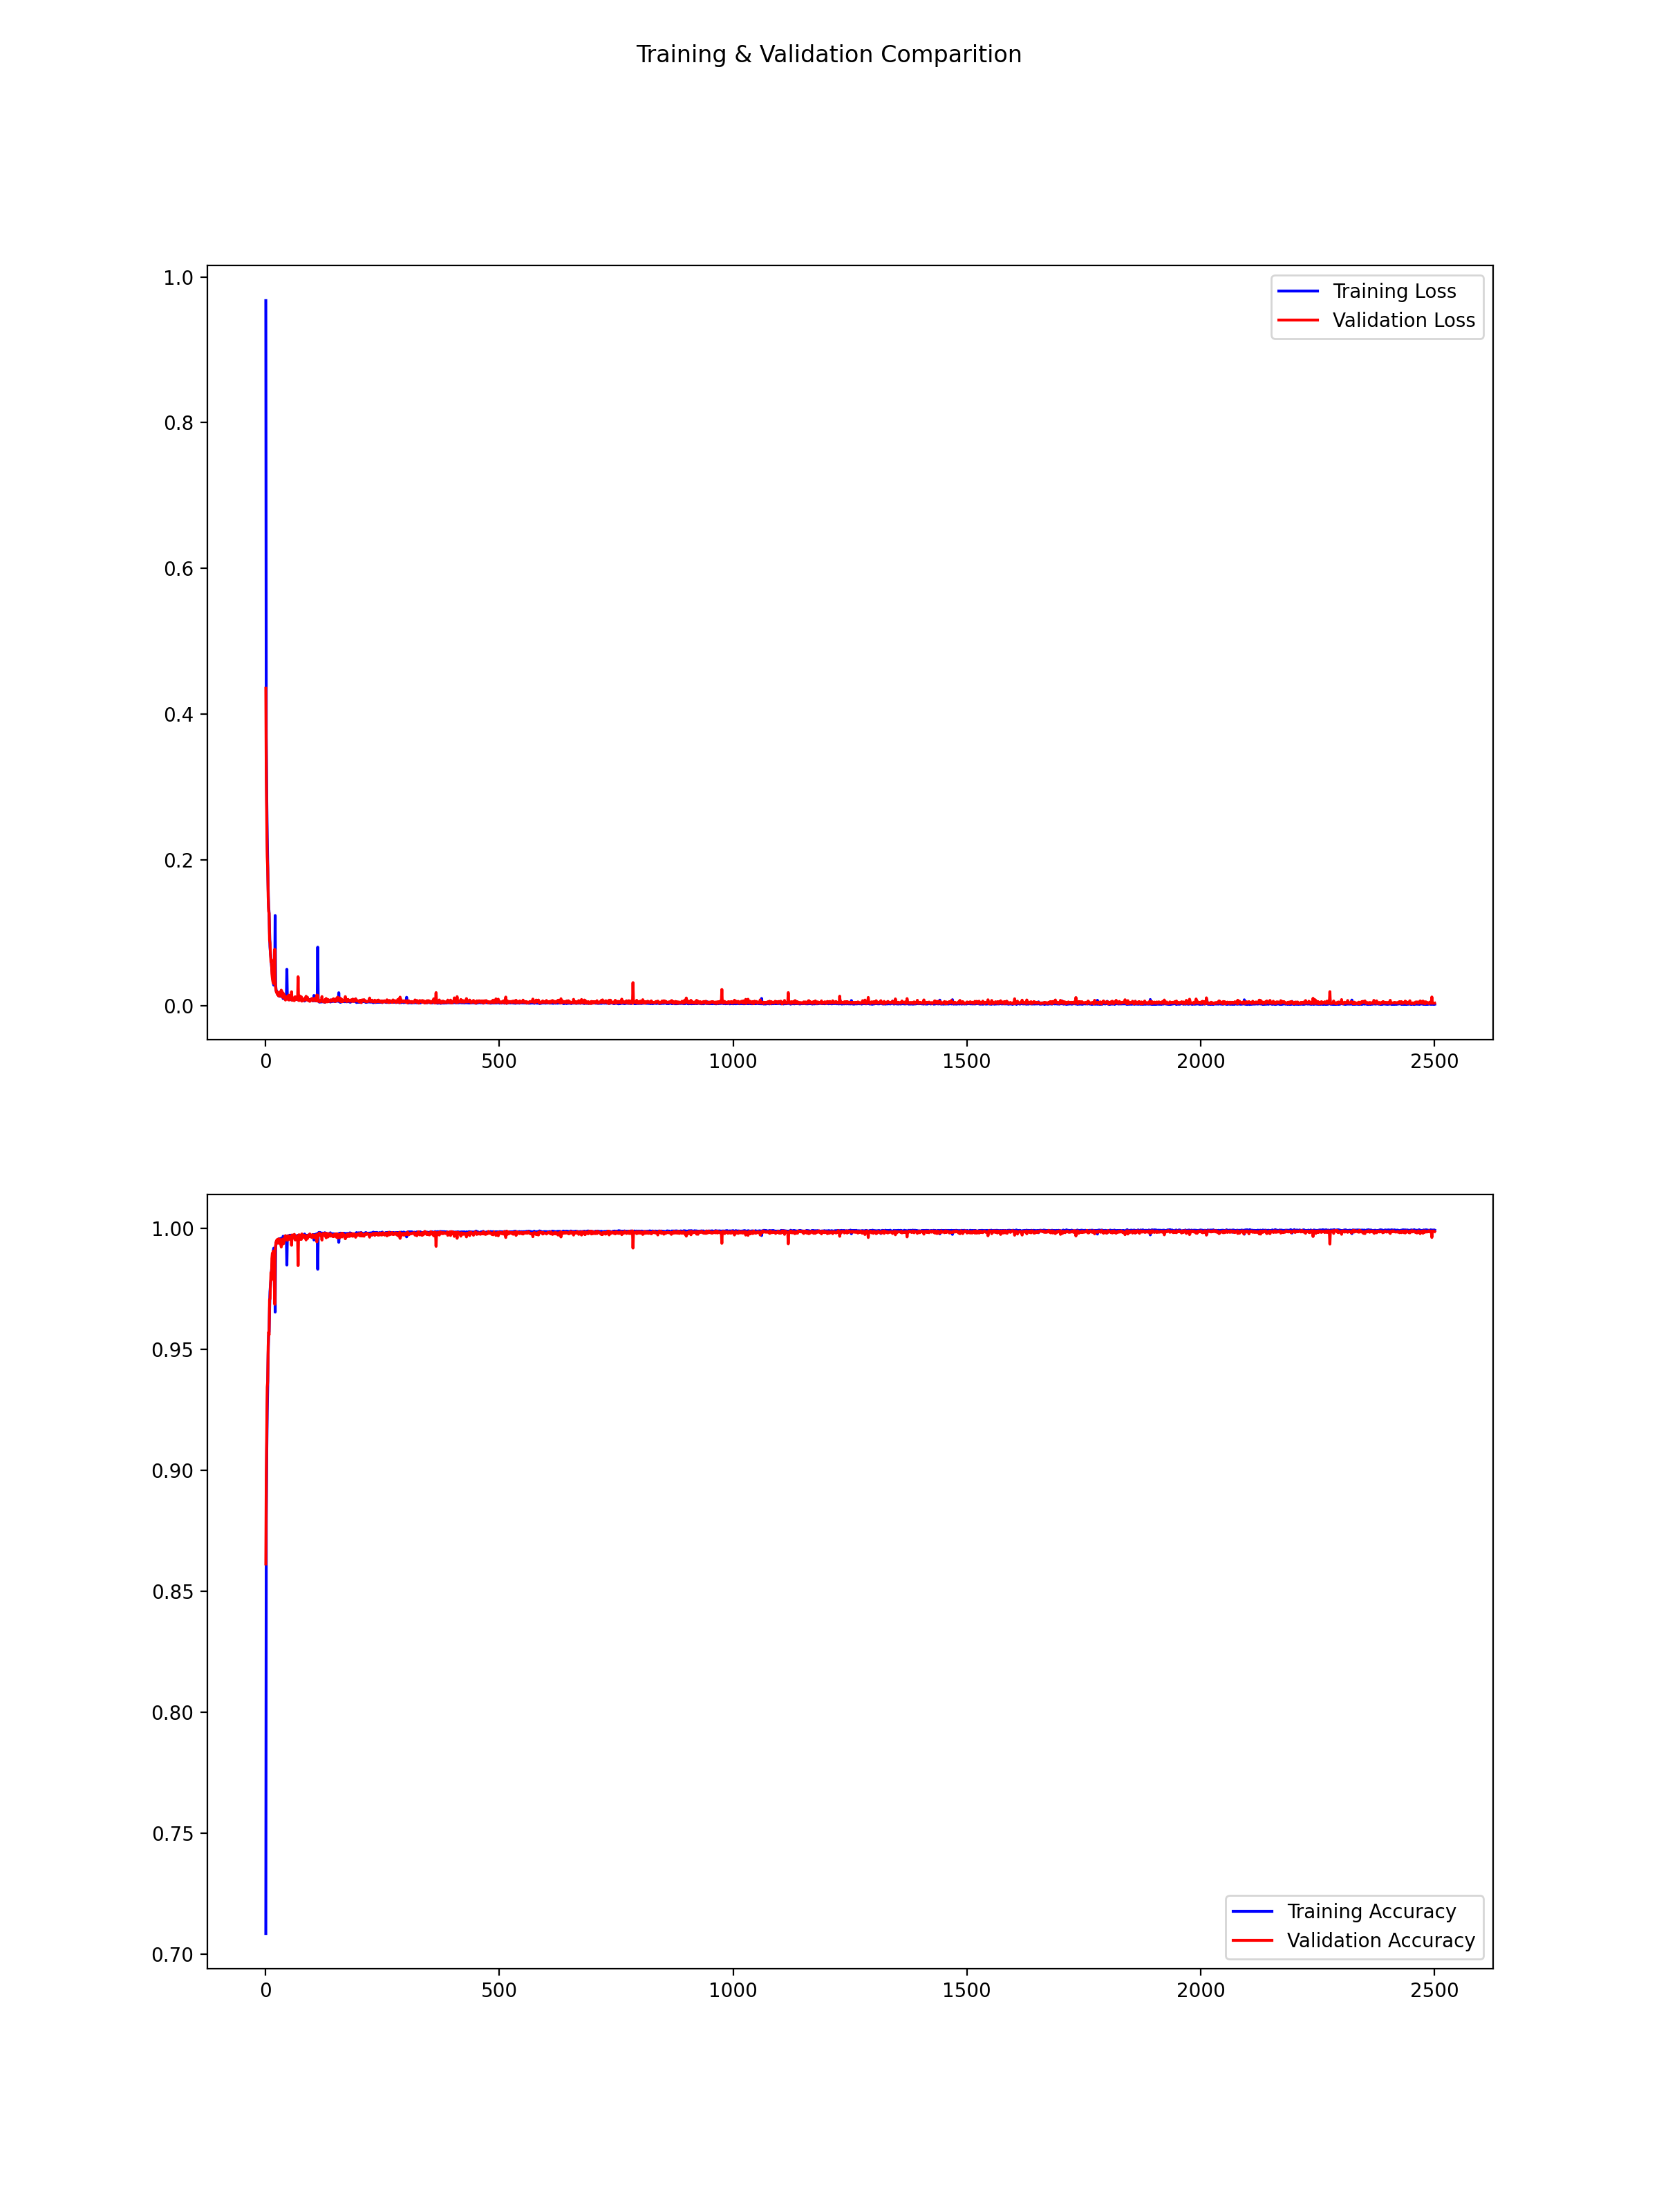 Training & Validation Comparition
1.0
0.8
0.6
0.4
0.2
0.0
Training Loss
Validation Loss
0 500 1000 1500 2000 2500
1.00
0.95
0.90
0.85
0.80
0.75
0.70
Training Accuracy
Validation Accuracy
0 500 1000 1500 2000 2500